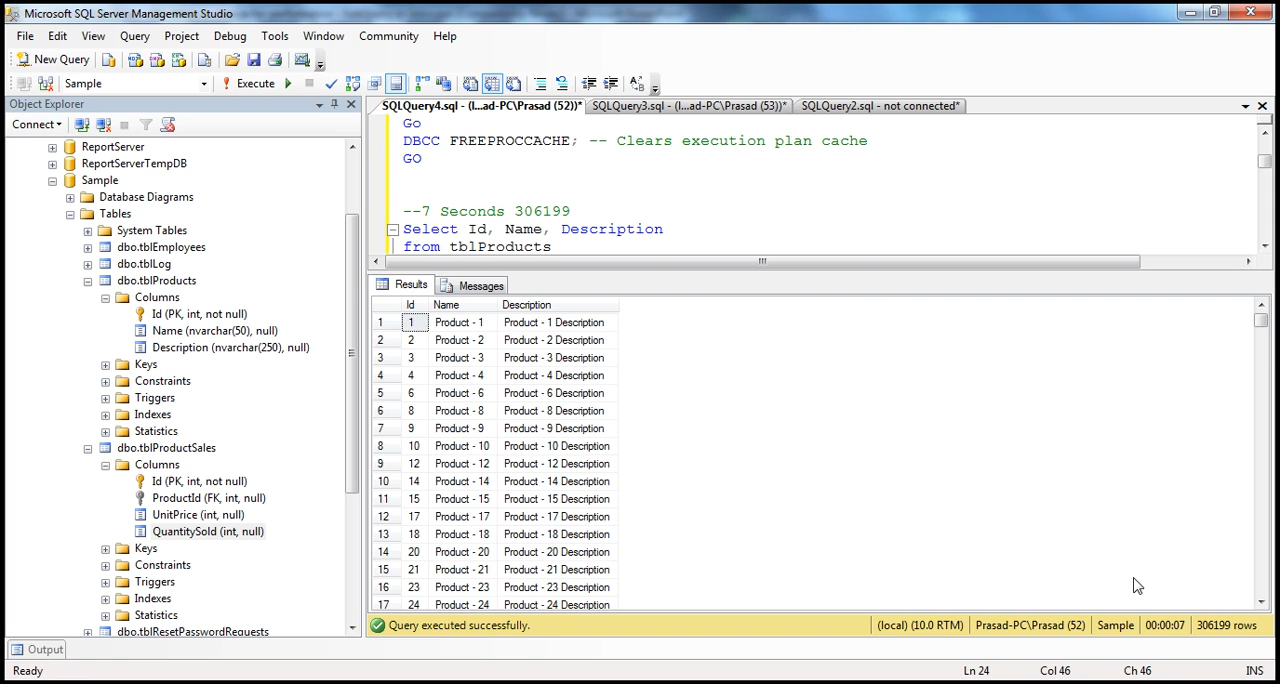 Microsoft SQL Server Management Studio
File Edit View Query Project Debug Tools Window Community Help
New Query
Sample Execute
Object Explorer
SQLQuery4.sql - (l...ad-PC\Prasad (52))* SQLQuery3.sql - (l...ad-PC\Prasad (53))* SQLQuery2.sql - not connected*
Connect
ReportServer
ReportServerTempDB
Sample
Database Diagrams
Tables
System Tables
dbo.tblEmployees
dbo.tblLog
dbo.tblProducts
Columns
Id (PK, int, not null)
Name (nvarchar(50), null)
Description (nvarchar(250), null)
Keys
Constraints
Triggers
Indexes
Statistics
dbo.tblProductSales
Columns
Id (PK, int, not null)
ProductId (FK, int, null)
UnitPrice (int, null)
QuantitySold (int, null)
Keys
Constraints
Triggers
Indexes
Statistics
dbo.tblResetPasswordRequests
Go
DBCC FREEPROCCACHE; -- Clears execution plan cache
GO
--7 Seconds 306199
Select Id, Name, Description
from tblProducts
Results Messages
Id Name Description
1 1 Product - 1 Product - 1 Description
2 2 Product - 2 Product - 2 Description
3 3 Product - 3 Product - 3 Description
4 4 Product - 4 Product - 4 Description
5 6 Product - 6 Product - 6 Description
6 8 Product - 8 Product - 8 Description
7 9 Product - 9 Product - 9 Description
8 10 Product - 10 Product - 10 Description
9 12 Product - 12 Product - 12 Description
10 14 Product - 14 Product - 14 Description
11 15 Product - 15 Product - 15 Description
12 17 Product - 17 Product - 17 Description
13 18 Product - 18 Product - 18 Description
14 20 Product - 20 Product - 20 Description
15 21 Product - 21 Product - 21 Description
16 23 Product - 23 Product - 23 Description
17 24 Product - 24 Product - 24 Description
Query executed successfully. (local) (10.0 RTM) Prasad-PC\Prasad (52) Sample 00:00:07 306199 rows
Output
Ready Ln 24 Col 46 Ch 46 INS